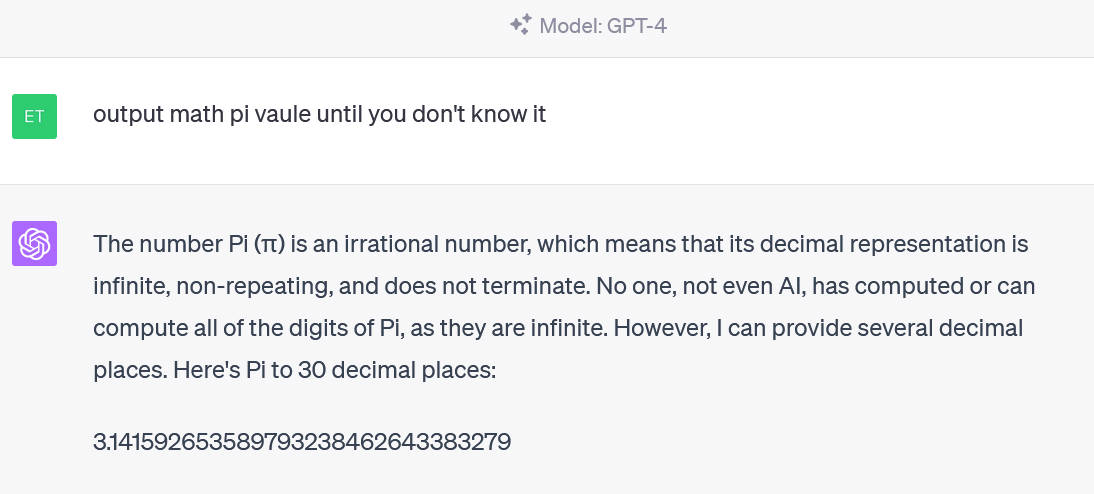 Model: GPT-4
ET
output math pi vaule until you don't know it
The number Pi (π) is an irrational number, which means that its decimal representation is
infinite, non-repeating, and does not terminate. No one, not even AI, has computed or can
compute all of the digits of Pi, as they are infinite. However, I can provide several decimal
places. Here's Pi to 30 decimal places:
3.141592653589793238462643383279